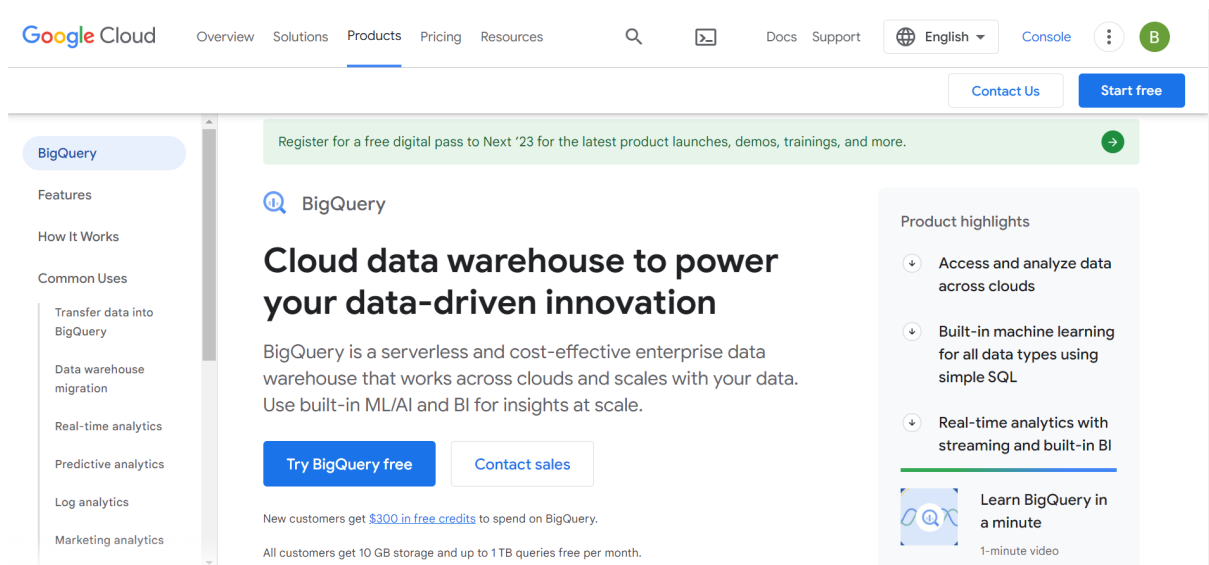 Google Cloud
Overview Solutions Products Pricing Resources
Docs Support
English
Console
B
Contact Us
Start free
BigQuery
Features
How It Works
Common Uses
Transfer data into
BigQuery
Data warehouse
migration
Real-time analytics
Predictive analytics
Log analytics
Marketing analytics
Register for a free digital pass to Next ‘23 for the latest product launches, demos, trainings, and more.
BigQuery
Cloud data warehouse to power
your data-driven innovation
BigQuery is a serverless and cost-effective enterprise data
warehouse that works across clouds and scales with your data.
Use built-in ML/AI and BI for insights at scale.
Try BigQuery free
Contact sales
New customers get $300 in free credits to spend on BigQuery.
All customers get 10 GB storage and up to 1 TB queries free per month.
Product highlights
Access and analyze data
across clouds
Built-in machine learning
for all data types using
simple SQL
Real-time analytics with
streaming and built-in BI
Learn BigQuery in
a minute
1-minute video